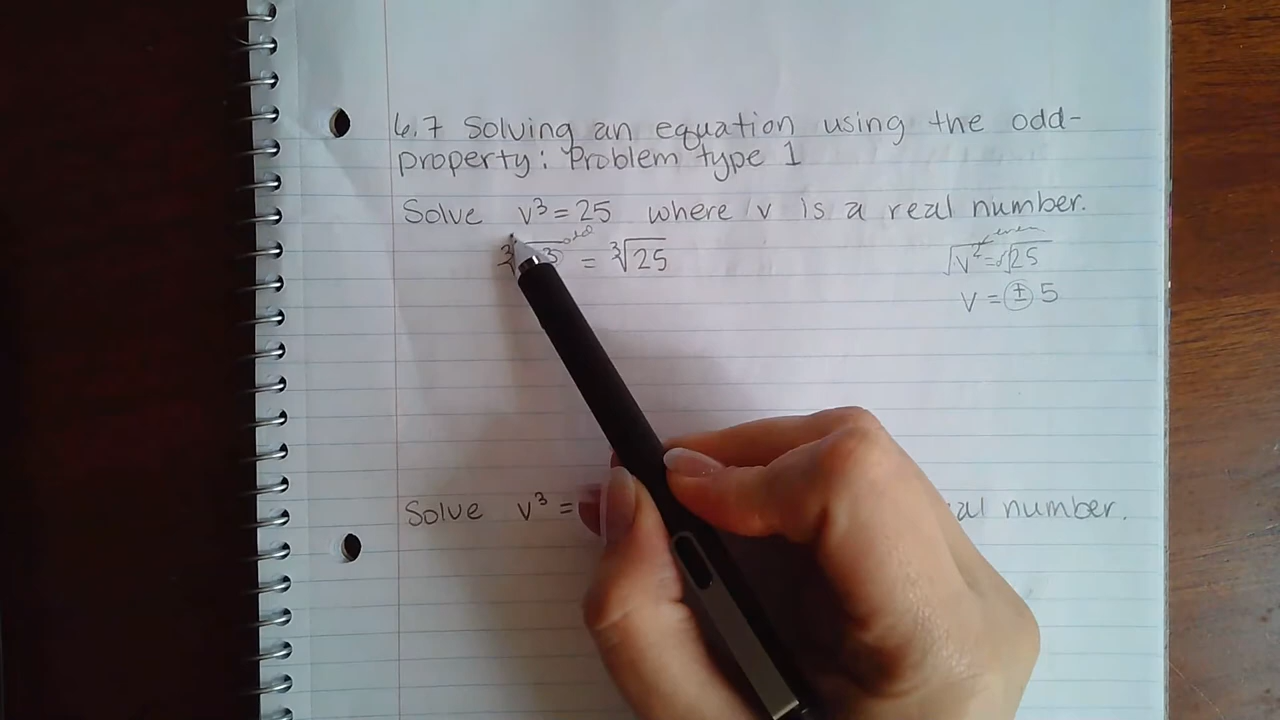 6.7 Solving an equation using the odd-
property: Problem type 1
Solve v³ = 25 where v is a real number.
odd
3 = ∛25
even
√v² = √25
v = ± 5
Solve v³ = al number.